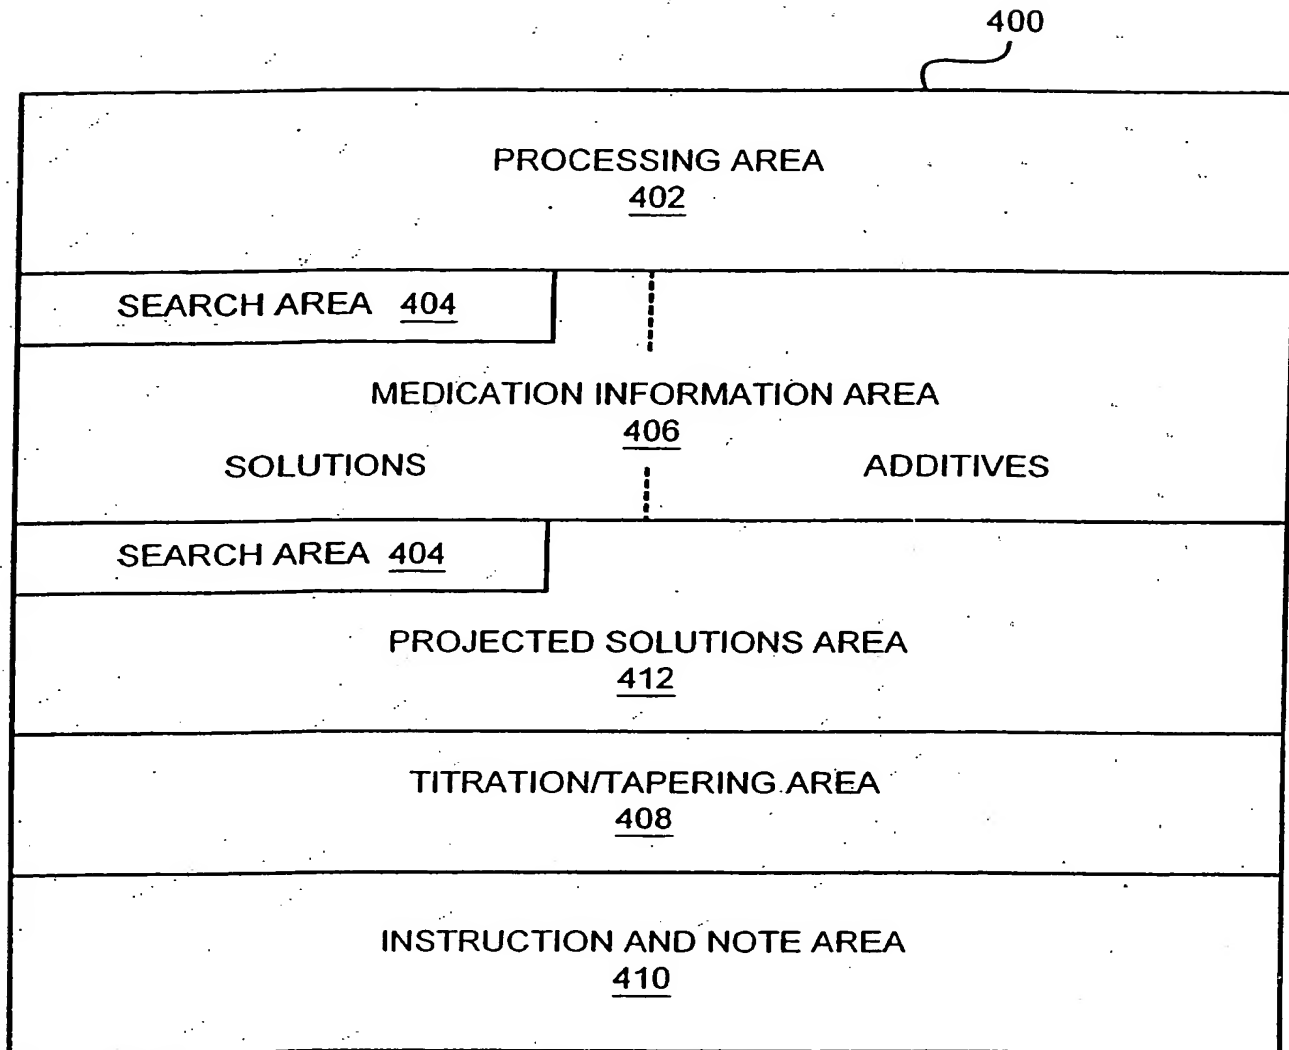 400
PROCESSING AREA
402
SEARCH AREA 404
MEDICATION INFORMATION AREA
406
SOLUTIONS ADDITIVES
SEARCH AREA 404
PROJECTED SOLUTIONS AREA
412
TITRATION/TAPERING AREA
408
INSTRUCTION AND NOTE AREA
410